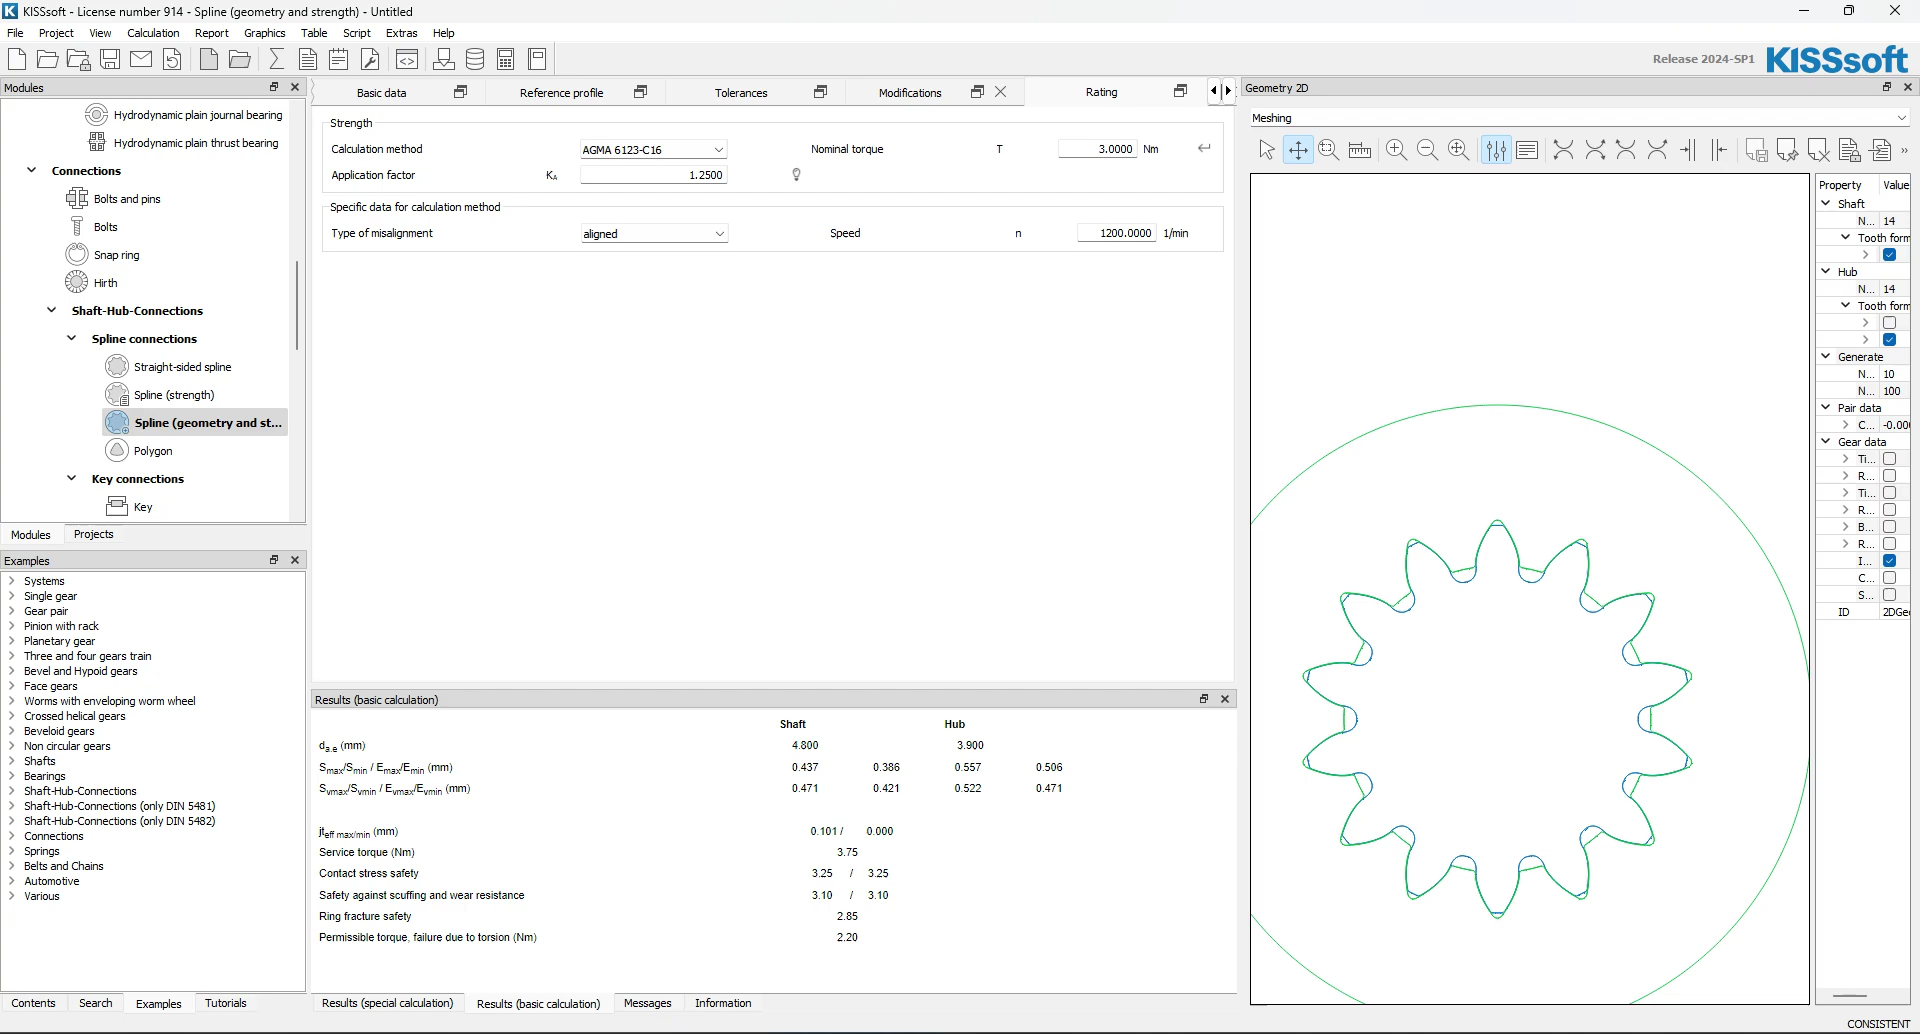 KISSsoft - License number 914 - Spline (geometry and strength) - Untitled
File Project View Calculation Report Graphics Table Script Extras Help
Release 2024-SP1 KISSsoft
Modules
Hydrodynamic plain journal bearing
Hydrodynamic plain thrust bearing
Connections
Bolts and pins
Bolts
Snap ring
Hirth
Shaft-Hub-Connections
Spline connections
Straight-sided spline
Spline (strength)
Spline (geometry and st...
Polygon
Key connections
Key
Modules Projects
Examples
Systems
Single gear
Gear pair
Pinion with rack
Planetary gear
Three and four gears train
Bevel and Hypoid gears
Face gears
Worms with enveloping worm wheel
Crossed helical gears
Beveloid gears
Non circular gears
Shafts
Bearings
Shaft-Hub-Connections
Shaft-Hub-Connections (only DIN 5481)
Shaft-Hub-Connections (only DIN 5482)
Connections
Springs
Belts and Chains
Automotive
Various
Contents Search Examples Tutorials
Basic data Reference profile Tolerances Modifications Rating
Strength
Calculation method AGMA 6123-C16 Nominal torque T 3.0000 Nm
Application factor KA 1.2500
Specific data for calculation method
Type of misalignment aligned Speed n 1200.0000 1/min
Results (basic calculation)
Shaft Hub
da.e (mm) 4.800 3.900
Smax/Smin / Emax/Emin (mm) 0.437 0.386 0.557 0.506
Svmax/Svmin / Evmax/Evmin (mm) 0.471 0.421 0.522 0.471
jteff max/min (mm) 0.101 / 0.000
Service torque (Nm) 3.75
Contact stress safety 3.25 / 3.25
Safety against scuffing and wear resistance 3.10 / 3.10
Ring fracture safety 2.85
Permissible torque, failure due to torsion (Nm) 2.20
Results (special calculation) Results (basic calculation) Messages Information
Geometry 2D
Meshing
Property Value
Shaft
N... 14
Tooth form
Hub
N... 14
Tooth form
Generate
N... 10
N... 100
Pair data
C... -0.00
Gear data
Ti...
R...
Ti...
R...
B...
R...
I...
C...
S...
ID 2DGe
CONSISTENT